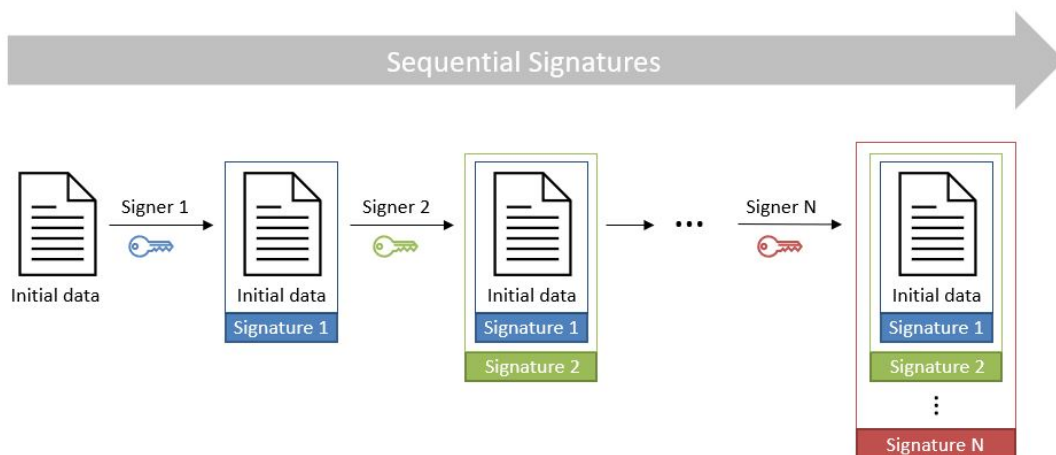 Sequential Signatures
Signer 1
Signer 2
...
Signer N
Initial data
Initial data
Signature 1
Initial data
Signature 1
Signature 2
Initial data
Signature 1
Signature 2
...
Signature N